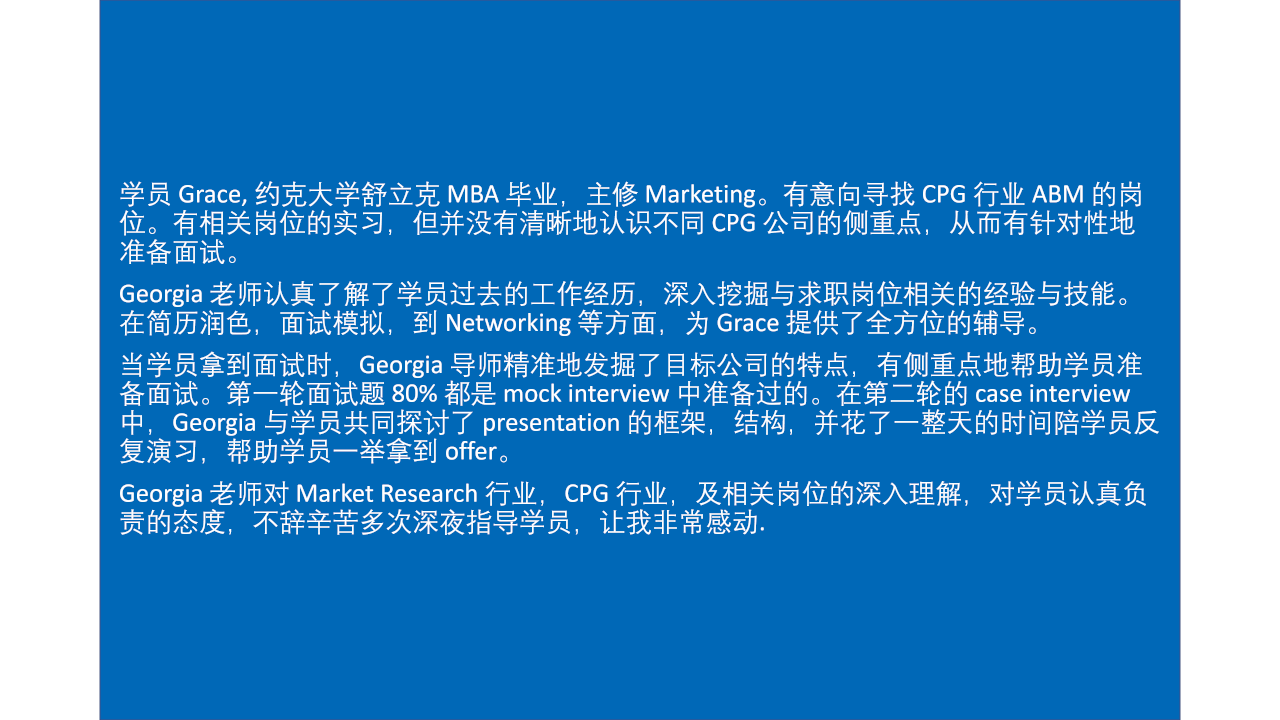 学员 Grace, 约克大学舒立克 MBA 毕业，主修 Marketing。有意向寻找 CPG 行业 ABM 的岗
位。有相关岗位的实习，但并没有清晰地认识不同 CPG 公司的侧重点，从而有针对性地
准备面试。
Georgia 老师认真了解了学员过去的工作经历，深入挖掘与求职岗位相关的经验与技能。
在简历润色，面试模拟，到 Networking 等方面，为 Grace 提供了全方位的辅导。
当学员拿到面试时，Georgia 导师精准地发掘了目标公司的特点，有侧重点地帮助学员准
备面试。第一轮面试题 80% 都是 mock interview 中准备过的。在第二轮的 case interview
中，Georgia 与学员共同探讨了 presentation 的框架，结构，并花了一整天的时间陪学员反
复演习，帮助学员一举拿到 offer。
Georgia 老师对 Market Research 行业，CPG 行业，及相关岗位的深入理解，对学员认真负
责的态度，不辞辛苦多次深夜指导学员，让我非常感动.